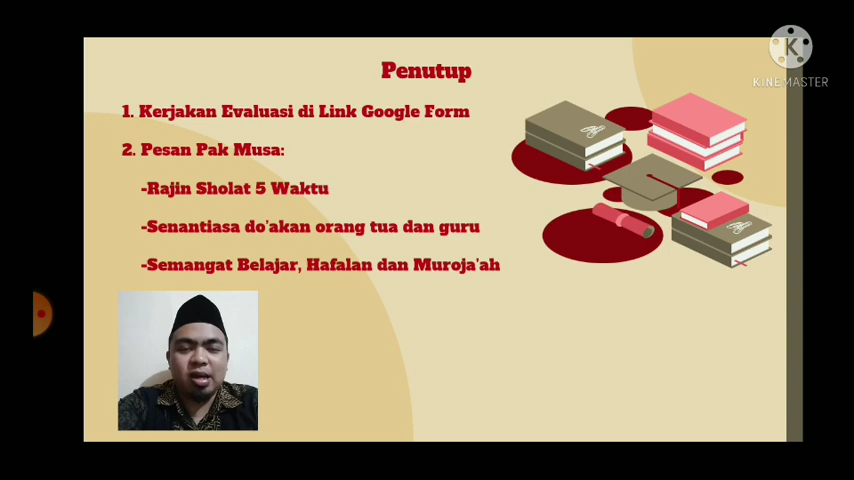 Penutup
1. Kerjakan Evaluasi di Link Google Form
2. Pesan Pak Musa:
-Rajin Sholat 5 Waktu
-Senantiasa do'akan orang tua dan guru
-Semangat Belajar, Hafalan dan Muroja'ah
K
KINEMASTER